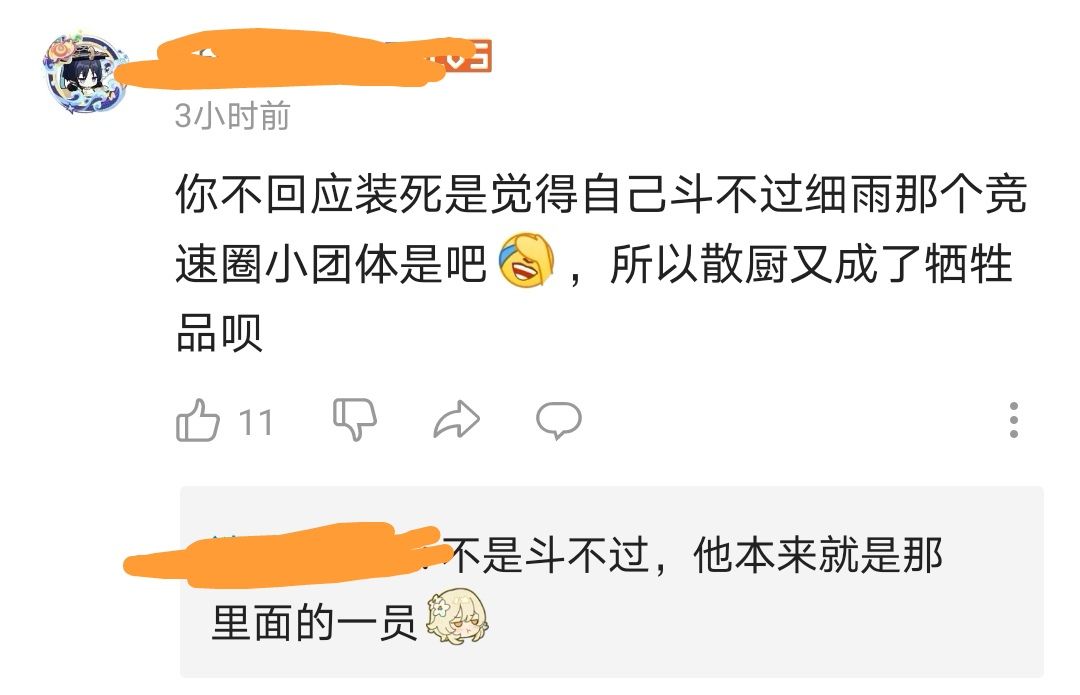 3小时前
你不回应装死是觉得自己斗不过细雨那个竞
速圈小团体是吧，所以散厨又成了牺牲
品呗
11
不是斗不过，他本来就是那
里面的一员